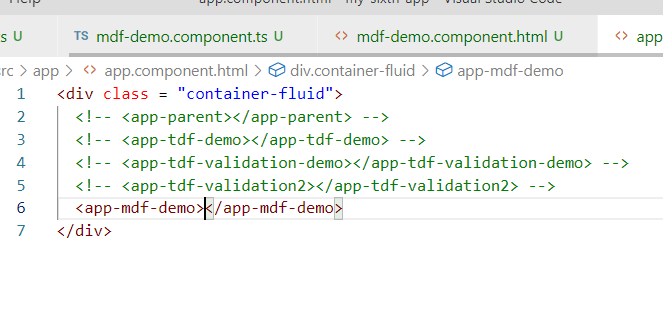 Help app.component.html - my-sixth-app - Visual Studio Code
s U TS mdf-demo.component.ts U <> mdf-demo.component.html U <> app
src > app > <> app.component.html > div.container-fluid > app-mdf-demo
1 <div class = "container-fluid">
2 <!-- <app-parent></app-parent> -->
3 <!-- <app-tdf-demo></app-tdf-demo> -->
4 <!-- <app-tdf-validation-demo></app-tdf-validation-demo> -->
5 <!-- <app-tdf-validation2></app-tdf-validation2> -->
6 <app-mdf-demo></app-mdf-demo>
7 </div>